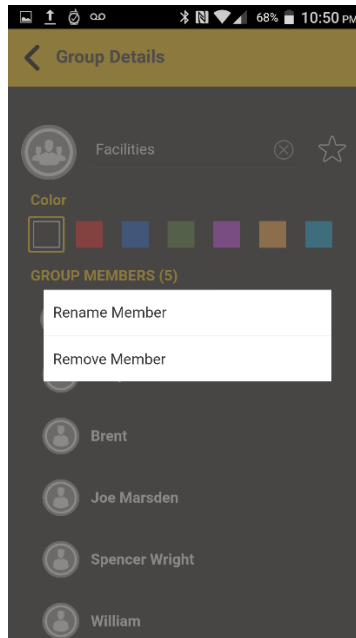 68% 10:50 PM
Group Details
Facilities
Color
GROUP MEMBERS (5)
Rename Member
Remove Member
Brent
Joe Marsden
Spencer Wright
William